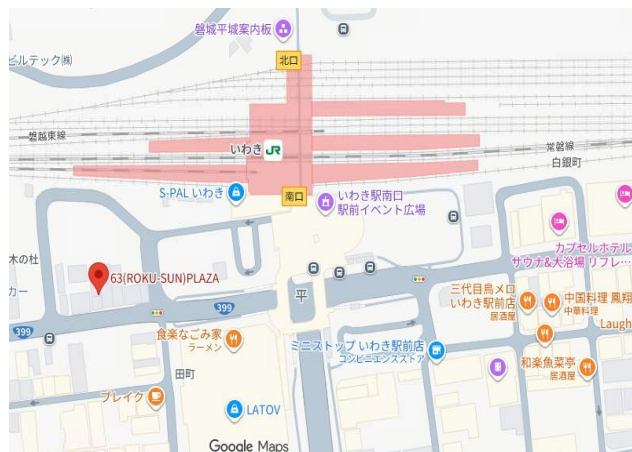 磐城平城案内板
ビルテック㈱
北口
磐越東線
いわき
JR
常磐線
白銀町
S-PAL いわき
南口
いわき駅南口
駅前イベント広場
カプセルホテル
サウナ&大浴場 リフレ...
木の杜
カー
63(ROKU-SUN)PLAZA
399
平
三代目鳥メロ
いわき駅前店
居酒屋
中国料理 鳳翔
中華料理
Laugh
399
食楽なごみ家
ラーメン
ミニストップ いわき駅前店
コンビニエンスストア
和楽魚菜亭
居酒屋
田町
ブレイク
LATOV
Google Maps